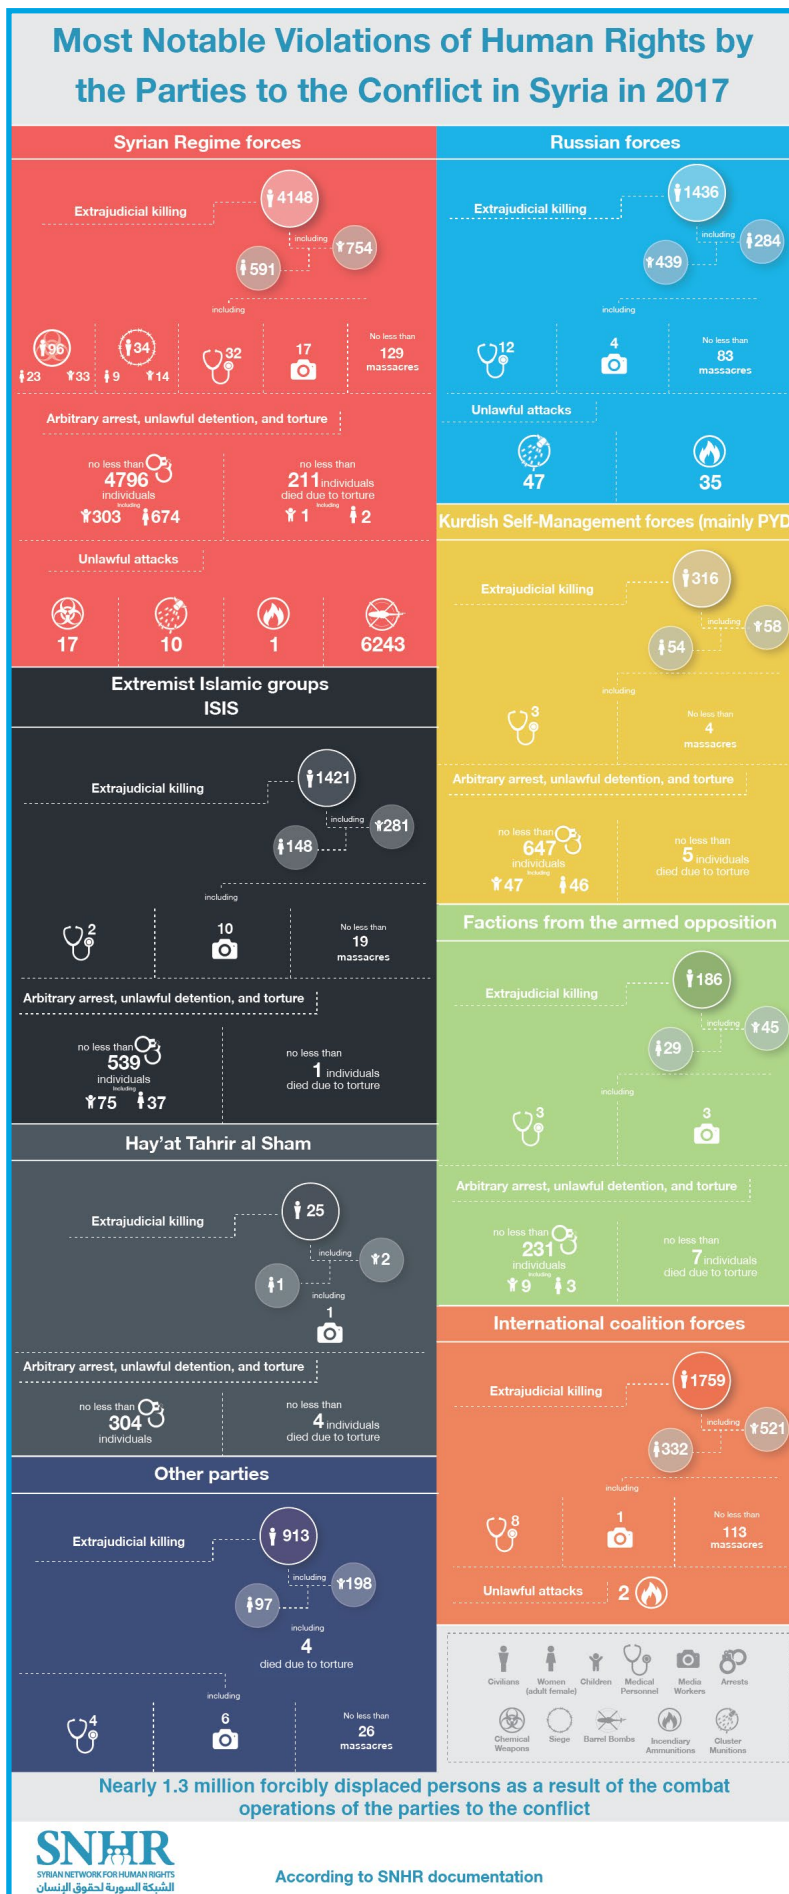 Most Notable Violations of Human Rights by
the Parties to the Conflict in Syria in 2017
Syrian Regime forces
Extrajudicial killing
4148
including
754
591
including
96
23
33
34
9
14
32
17
No less than
129
massacres
Arbitrary arrest, unlawful detention, and torture
no less than
4796
individuals
Including
303
674
no less than
211 individuals
died due to torture
Including
1
2
Unlawful attacks
17
10
1
6243
Russian forces
Extrajudicial killing
1436
including
284
439
including
12
4
No less than
83
massacres
Unlawful attacks
47
35
Kurdish Self-Management forces (mainly PYD
Extrajudicial killing
316
including
58
54
including
3
No less than
4
massacres
Arbitrary arrest, unlawful detention, and torture
no less than
647
individuals
Including
47
46
no less than
5 individuals
died due to torture
Extremist Islamic groups
ISIS
Extrajudicial killing
1421
including
281
148
including
2
10
No less than
19
massacres
Arbitrary arrest, unlawful detention, and torture
no less than
539
individuals
Including
75
37
no less than
1 individuals
died due to torture
Factions from the armed opposition
Extrajudicial killing
186
including
45
29
including
3
3
Arbitrary arrest, unlawful detention, and torture
no less than
231
individuals
Including
9
3
no less than
7 individuals
died due to torture
Hay'at Tahrir al Sham
Extrajudicial killing
25
including
2
1
including
1
Arbitrary arrest, unlawful detention, and torture
no less than
304
individuals
no less than
4 individuals
died due to torture
International coalition forces
Extrajudicial killing
1759
including
521
332
including
8
1
No less than
113
massacres
Unlawful attacks
2
Other parties
Extrajudicial killing
913
including
198
97
including
4
died due to torture
including
4
6
No less than
26
massacres
Civilians
Women
(adult female)
Children
Medical
Personnel
Media
Workers
Arrests
Chemical
Weapons
Siege
Barrel Bombs
Incendiary
Ammunitions
Cluster
Munitions
Nearly 1.3 million forcibly displaced persons as a result of the combat
operations of the parties to the conflict
SNHR
SYRIAN NETWORK FOR HUMAN RIGHTS
الشبكة السورية لحقوق الإنسان
According to SNHR documentation